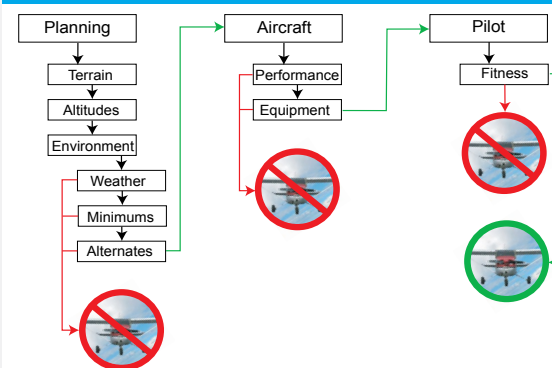 Planning
Terrain
Altitudes
Environment
Weather
Minimums
Alternates
Aircraft
Performance
Equipment
Pilot
Fitness